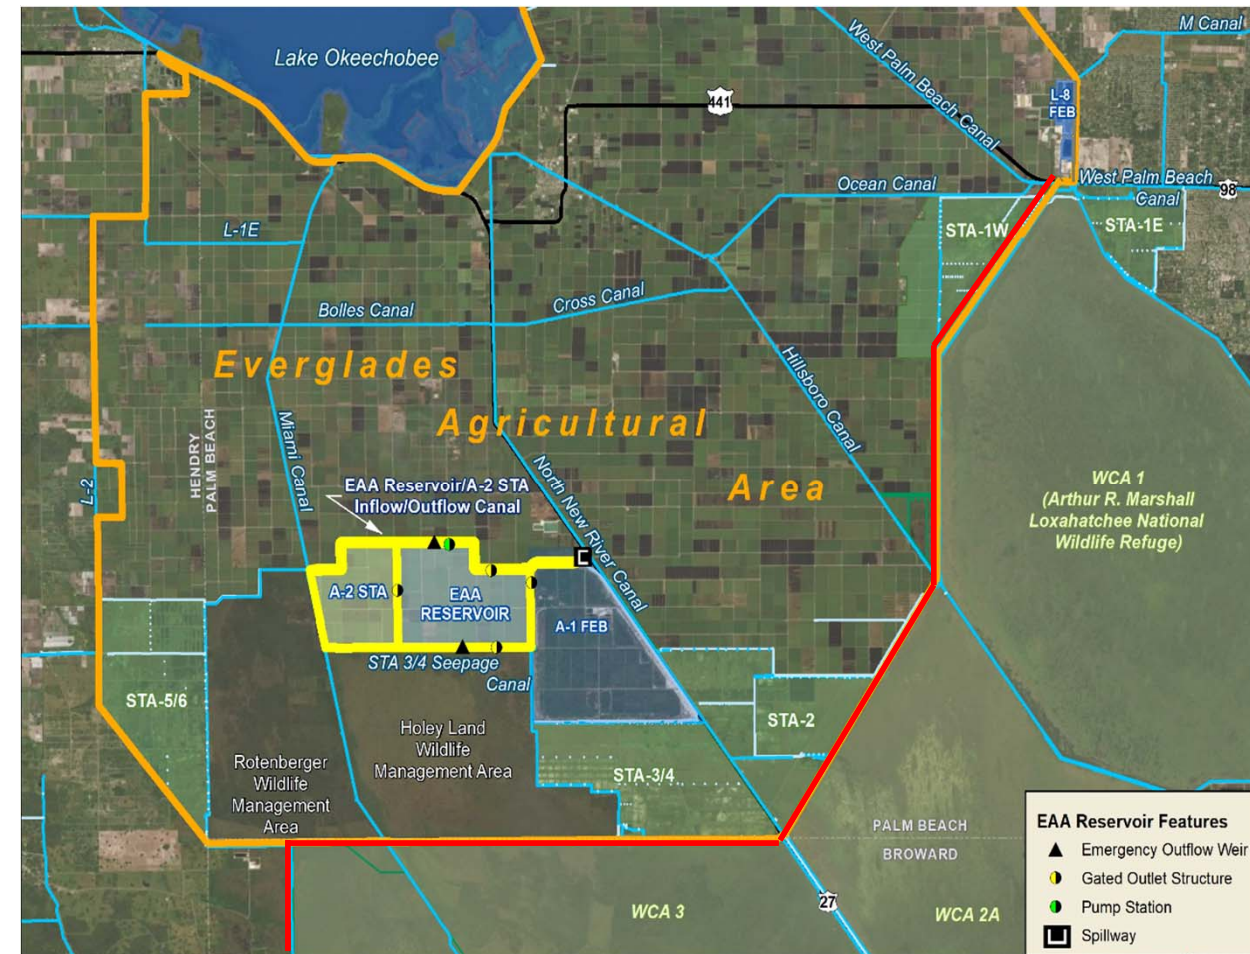 M Canal
Lake Okeechobee
West Palm Beach Canal
L-8
FEB
441
West Palm Beach
Canal
98
Ocean Canal
STA-1W
STA-1E
L-1E
Bolles Canal
Cross Canal
Everglades
Agricultural
Area
Hillsboro Canal
HENDRY
PALM BEACH
Miami Canal
L-2
EAA Reservoir/A-2 STA
Inflow/Outflow Canal
North New River Canal
WCA 1
(Arthur R. Marshall
Loxahatchee National
Wildlife Refuge)
A-2 STA
EAA
RESERVOIR
A-1 FEB
STA 3/4 Seepage
Canal
STA-5/6
STA-2
Holey Land
Wildlife
Management Area
Rotenberger
Wildlife
Management
Area
STA-3/4
PALM BEACH
BROWARD
WCA 3
27
WCA 2A
EAA Reservoir Features
Emergency Outflow Weir
Gated Outlet Structure
Pump Station
Spillway